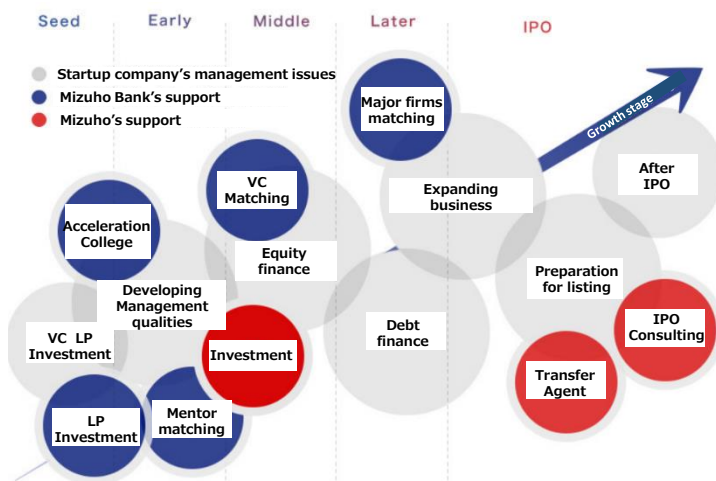 Seed
Early
Middle
Later
IPO
Startup company's management issues
Mizuho Bank's support
Mizuho's support
Major firms
matching
Growth stage
After
IPO
VC
Matching
Expanding
business
Acceleration
College
Equity
finance
Preparation
for listing
Developing
Management
qualities
VC LP
Investment
Investment
Debt
finance
IPO
Consulting
Transfer
Agent
LP
Investment
Mentor
matching